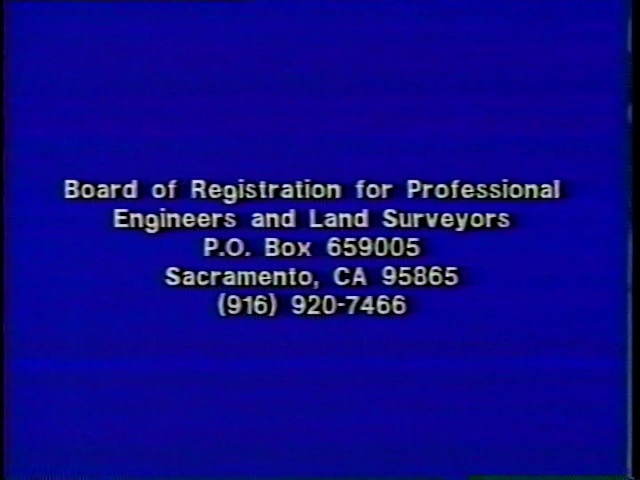 Board of Registration for Professional
Engineers and Land Surveyors
P.O. Box 659005
Sacramento, CA 95865
(916) 920-7466